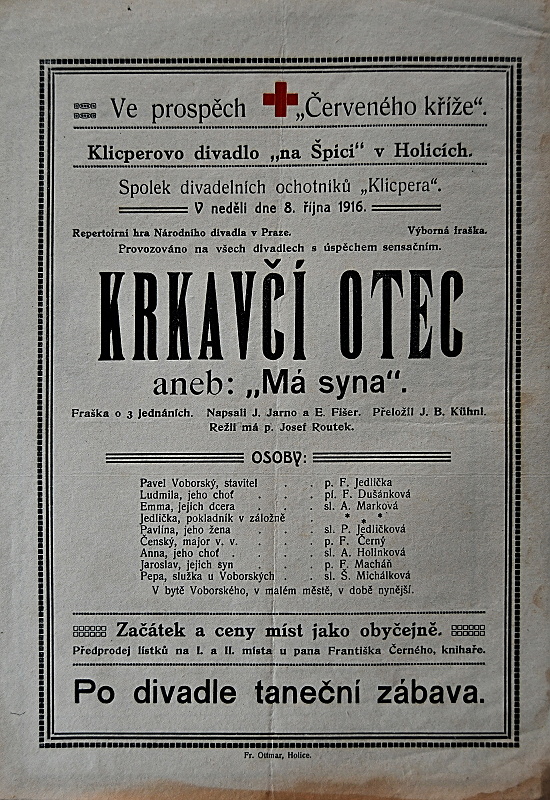 Ve prospěch „Červeného kříže“.
Klicperovo divadlo „na Špici“ v Holicích.
Spolek divadelních ochotníků „Klicpera“.
V neděli dne 8. října 1916.
Repertoirní hra Národního divadla v Praze. Výborná fraška.
Provozováno na všech divadlech s úspěchem sensačním.
KRKAVČÍ OTEC
aneb: „Má syna“.
Fraška o 3 jednáních. Napsali J. Jarno a E. Fišer. Přeložil J. B. Kühnl.
Režii má p. Josef Routek.
OSOBY:
Pavel Voborský, stavitel . . p. F. Jedlička
Ludmila, jeho choť . . . pí. F. Dušánková
Emma, jejich dcera . . . sl. A. Marková
Jedlička, pokladník v záložně . * * *
Pavlína, jeho žena . . . sl. P. Jedličková
Čenský, major v. v. . . . p. F. Černý
Anna, jeho choť . . . sl. A. Holinková
Jaroslav, jejich syn . . . p. F. Macháň
Pepa, služka u Voborských . . sl. Š. Michálková
V bytě Voborského, v malém městě, v době nynější.
Začátek a ceny míst jako obyčejně.
Předprodej lístků na I. a II. místa u pana Františka Černého, knihaře.
Po divadle taneční zábava.
Fr. Ottmar, Holice.